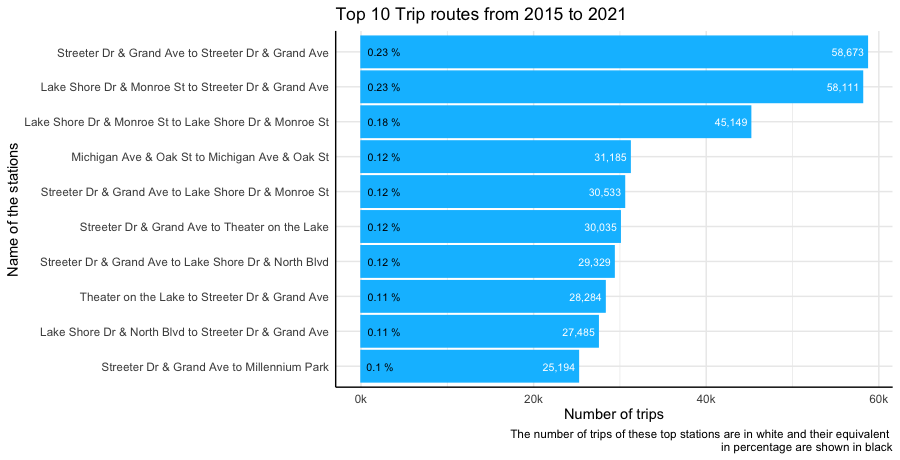 Top 10 Trip routes from 2015 to 2021
Name of the stations
Streeter Dr & Grand Ave to Streeter Dr & Grand Ave 0.23 % 58,673
Lake Shore Dr & Monroe St to Streeter Dr & Grand Ave 0.23 % 58,111
Lake Shore Dr & Monroe St to Lake Shore Dr & Monroe St 0.18 % 45,149
Michigan Ave & Oak St to Michigan Ave & Oak St 0.12 % 31,185
Streeter Dr & Grand Ave to Lake Shore Dr & Monroe St 0.12 % 30,533
Streeter Dr & Grand Ave to Theater on the Lake 0.12 % 30,035
Streeter Dr & Grand Ave to Lake Shore Dr & North Blvd 0.12 % 29,329
Theater on the Lake to Streeter Dr & Grand Ave 0.11 % 28,284
Lake Shore Dr & North Blvd to Streeter Dr & Grand Ave 0.11 % 27,485
Streeter Dr & Grand Ave to Millennium Park 0.1 % 25,194
0k 20k 40k 60k
Number of trips
The number of trips of these top stations are in white and their equivalent
in percentage are shown in black